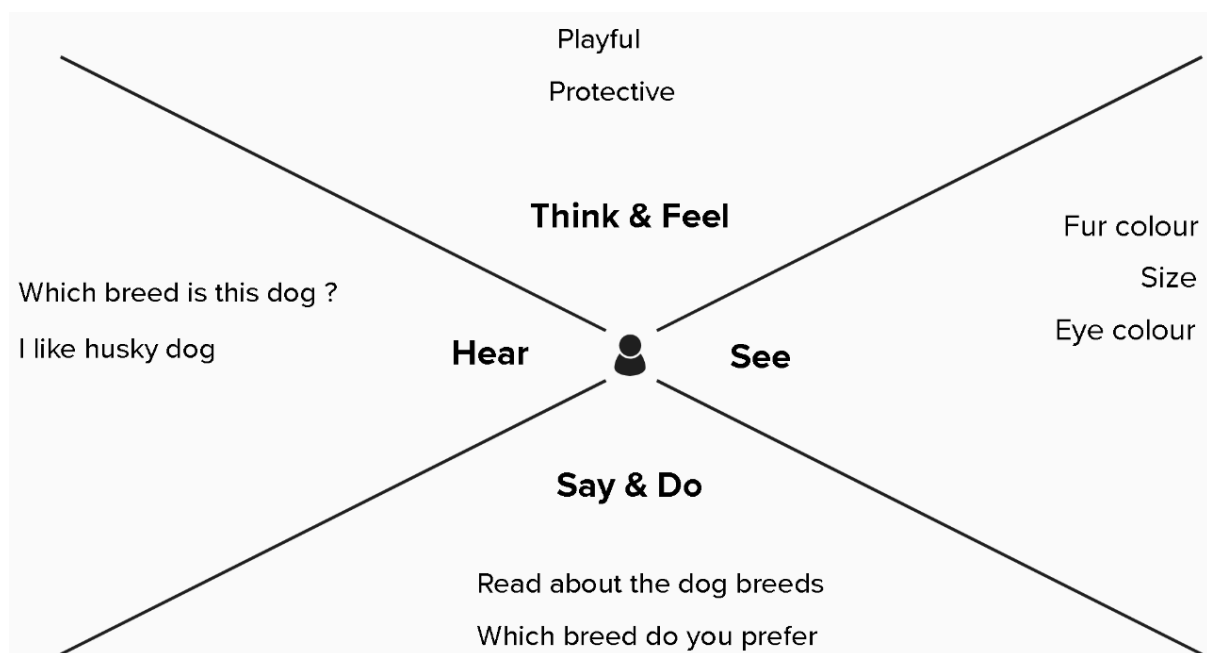 Playful
Protective
Think & Feel
Fur colour
Size
Eye colour
Which breed is this dog ?
I like husky dog
Hear
See
Say & Do
Read about the dog breeds
Which breed do you prefer